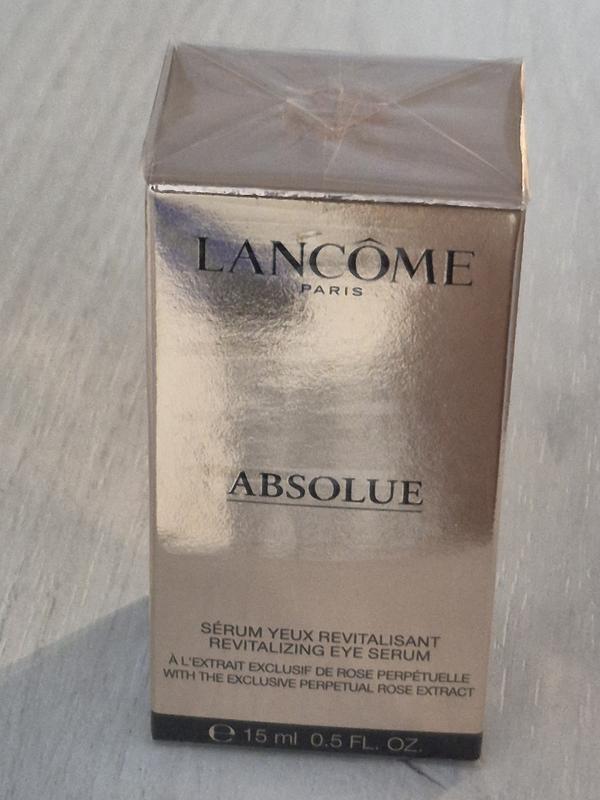 LANCÔME
PARIS
ABSOLUE
SÉRUM YEUX REVITALISANT
REVITALIZING EYE SERUM
À L'EXTRAIT EXCLUSIF DE ROSE PERPÉTUELLE
WITH THE EXCLUSIVE PERPETUAL ROSE EXTRACT
℮ 15 ml 0.5 FL. OZ.